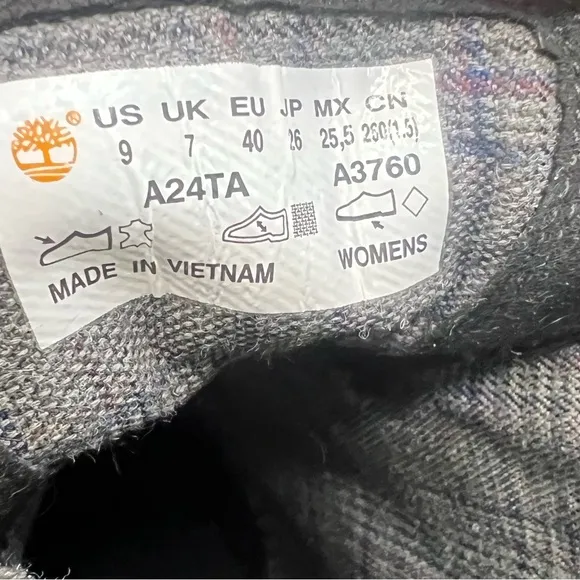 ® US UK EU JP MX CN
9 7 40 26 25,5 260(1.5)
A24TA A3760
MADE IN VIETNAM WOMENS